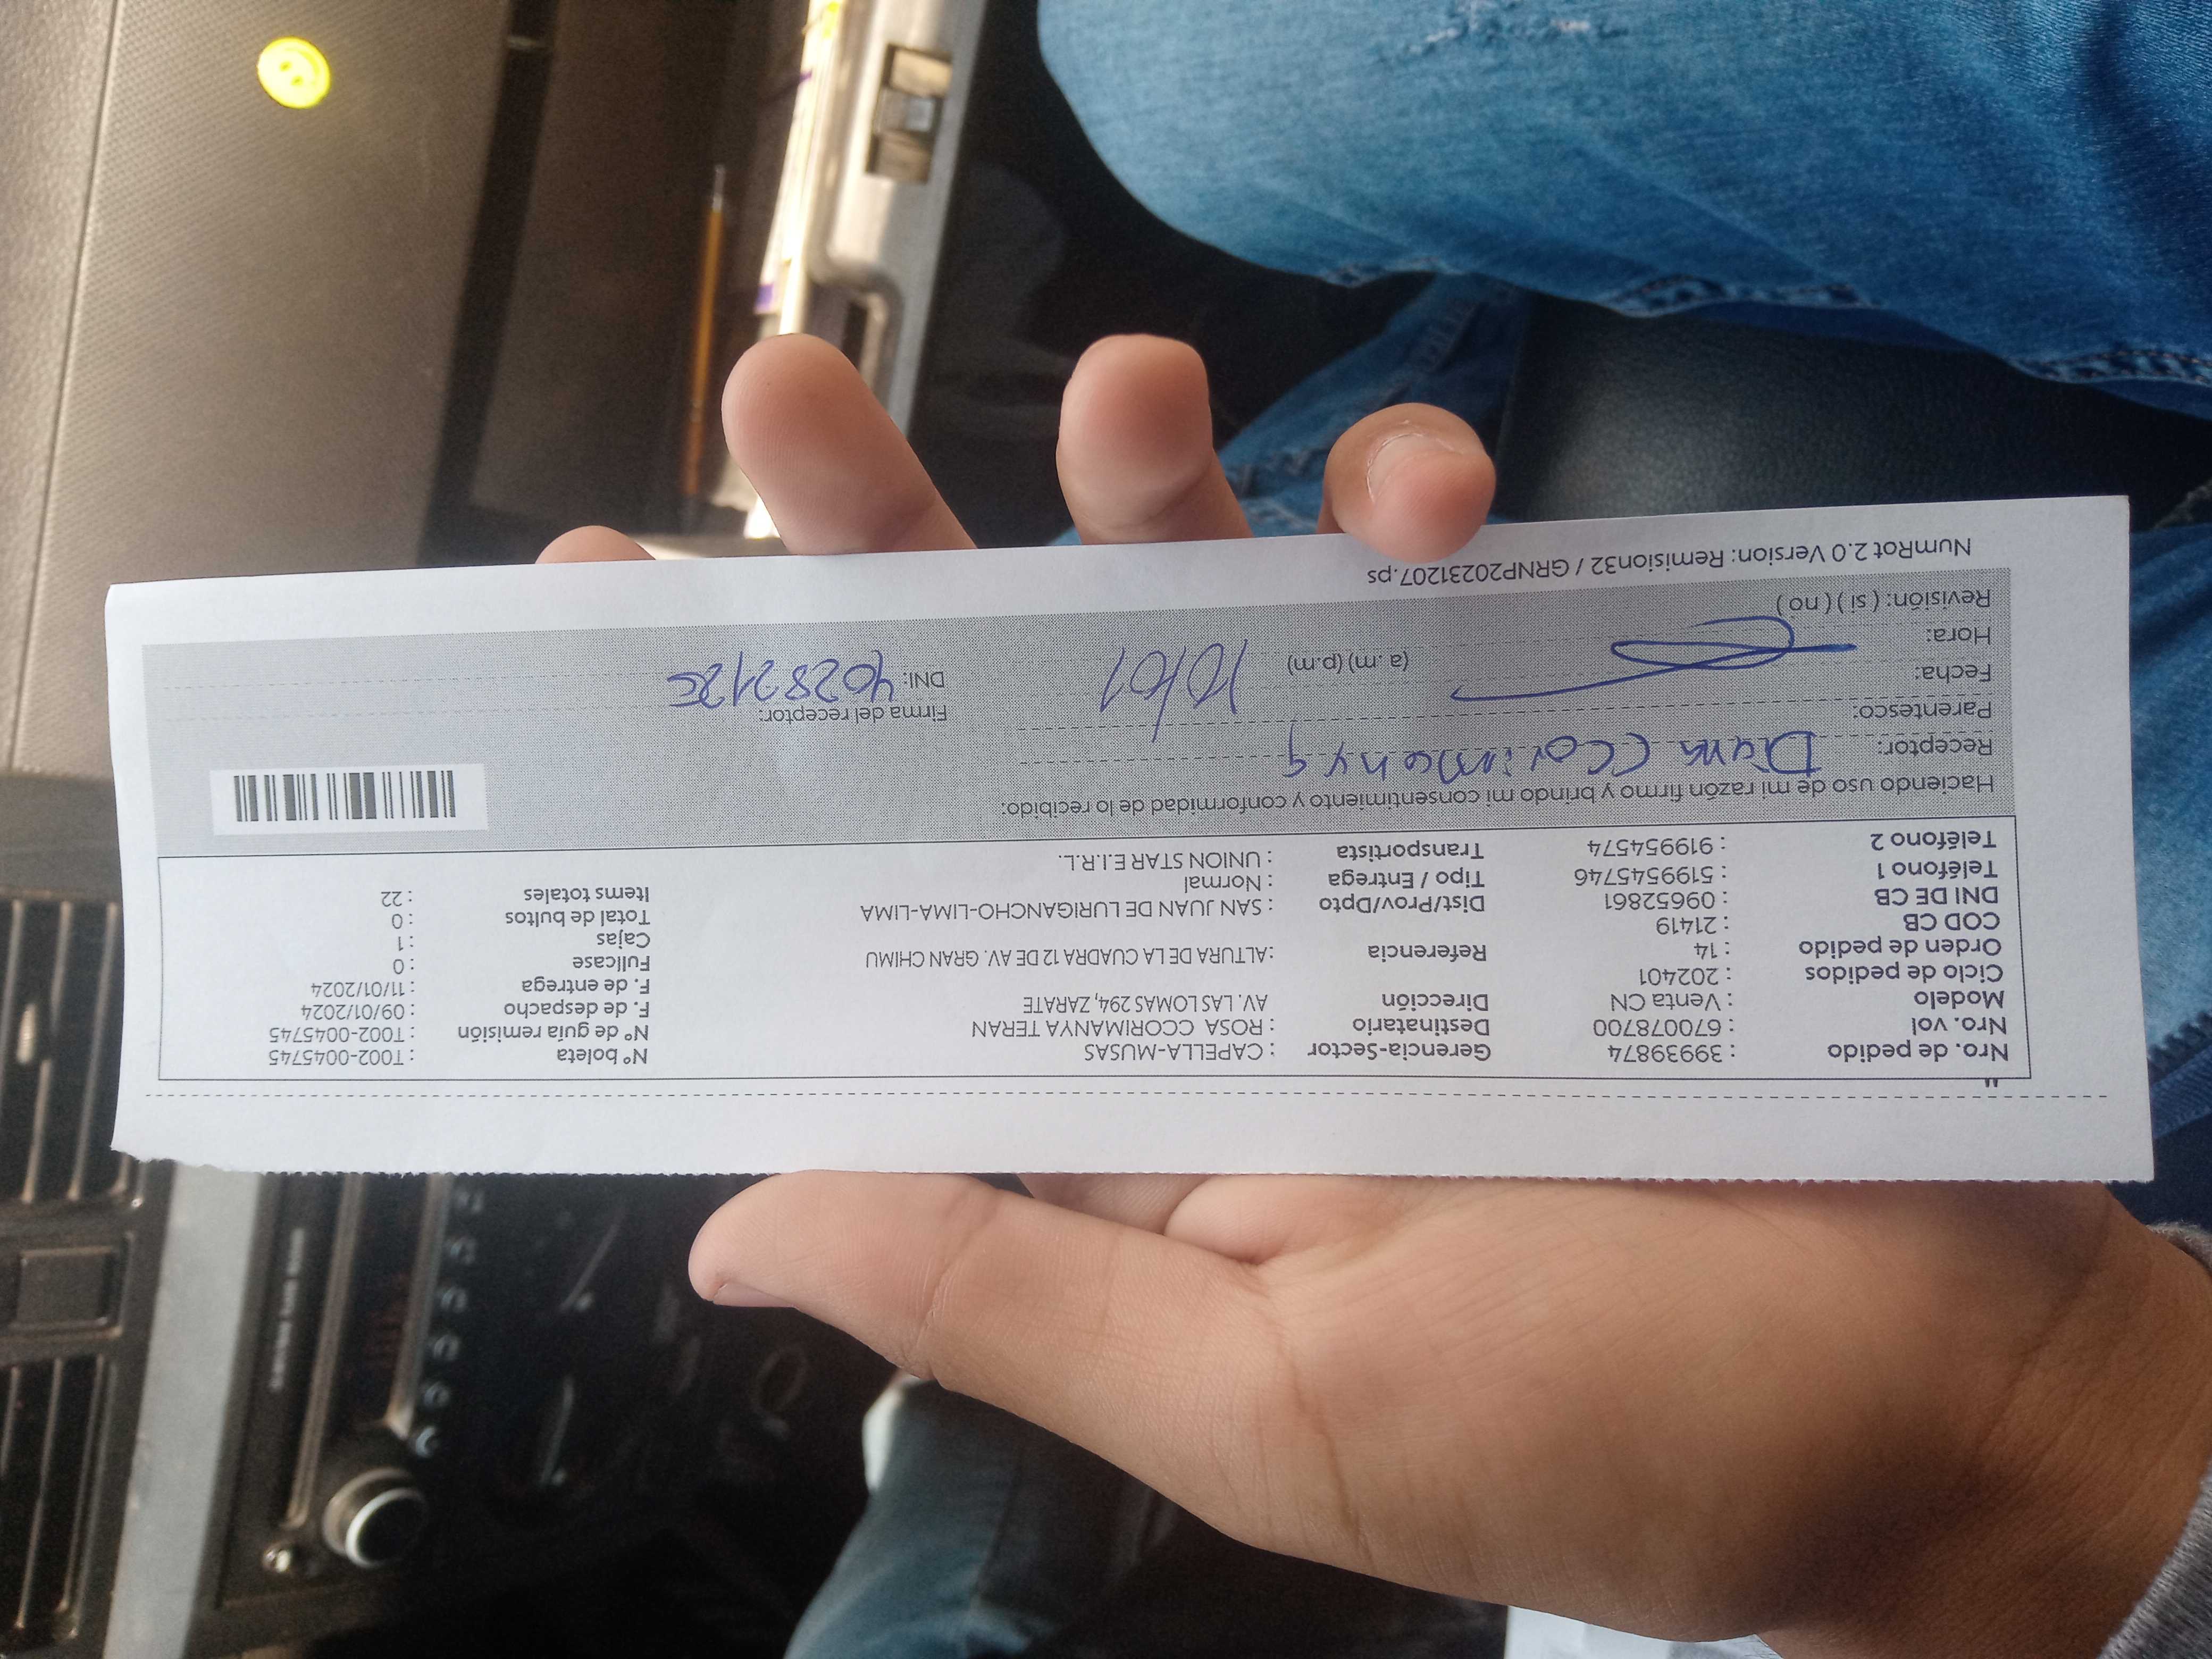 Nro. de pedido : 39939874 Gerencia-Sector : CAPELLA-MUSAS N° boleta : T002-0045745
Nro. vol : 670078700 Destinatario : ROSA CCORIMANYA TERAN N° de guía remisión : T002-0045745
Modelo : Venta CN Dirección AV. LAS LOMAS 294, ZARATE F. de despacho : 09/01/2024
Ciclo de pedidos : 202401 F. de entrega : 11/01/2024
Orden de pedido : 14 Referencia : ALTURA DE LA CUADRA 12 DE AV. GRAN CHIMU Fullcase : 0
COD CB : 21419 Cajas : 1
DNI DE CB : 09652861 Dist/Prov/Dpto : SAN JUAN DE LURIGANCHO-LIMA-LIMA Total de bultos : 0
Teléfono 1 : 5199545746 Tipo / Entrega : Normal Items totales : 22
Teléfono 2 : 919954574 Transportista : UNION STAR E.I.R.L.
Haciendo uso de mi razón firmo y brindo mi consentimiento y conformidad de lo recibido:
Receptor: Diana Ccorimanya
Parentesco:
Firma del receptor:
Fecha: 10/01
Hora: (a. m) (p.m) DNI:
Revisión: ( si ) ( no )
NumRot 2.0 Version: Remision32 / GRNP20231207.ps